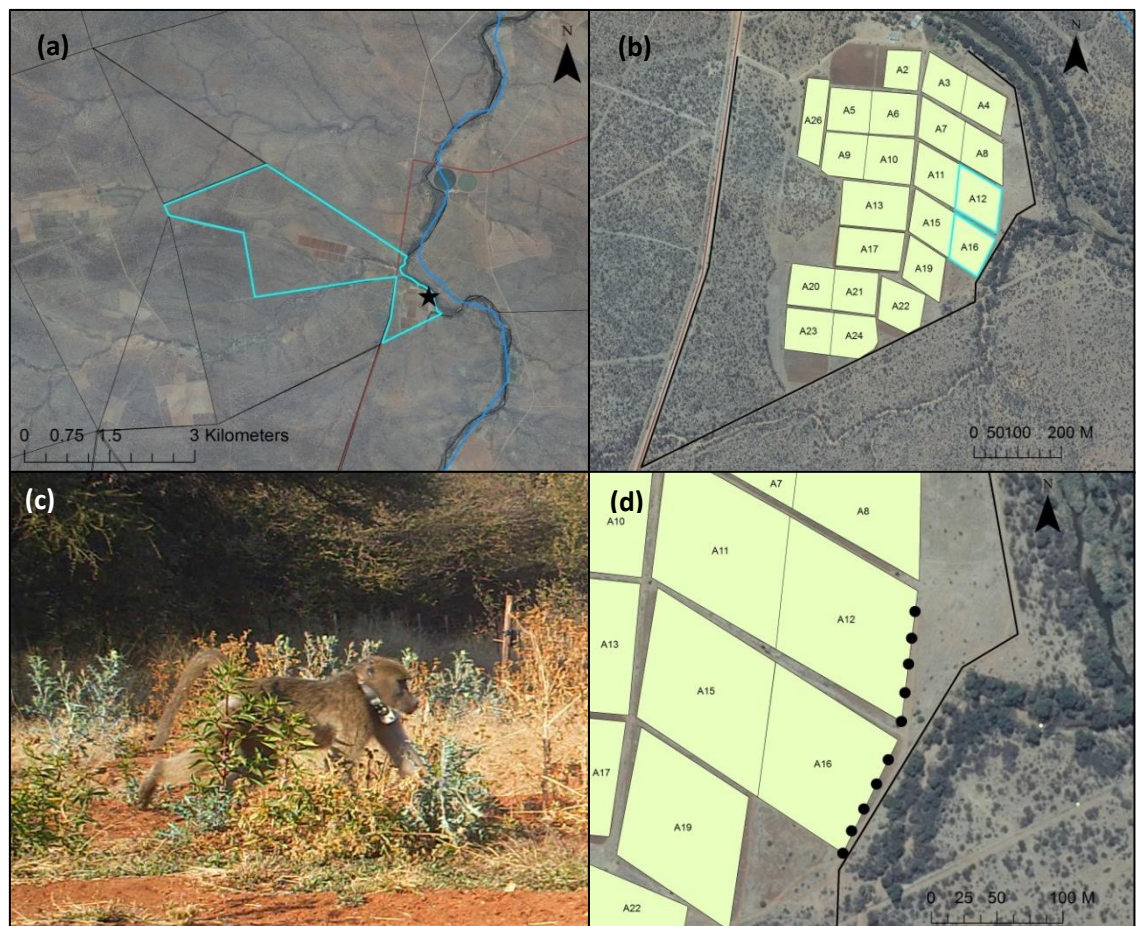 (a)
N
0 0.75 1.5 3 Kilometers
(b)
N
A2
A3
A4
A5
A6
A26
A7
A8
A9
A10
A11
A12
A13
A15
A16
A17
A19
A20
A21
A22
A23
A24
0 50100 200 M
(c)
(d)
N
A7
A8
A10
A11
A12
A13
A15
A16
A17
A19
A22
0 25 50 100 M